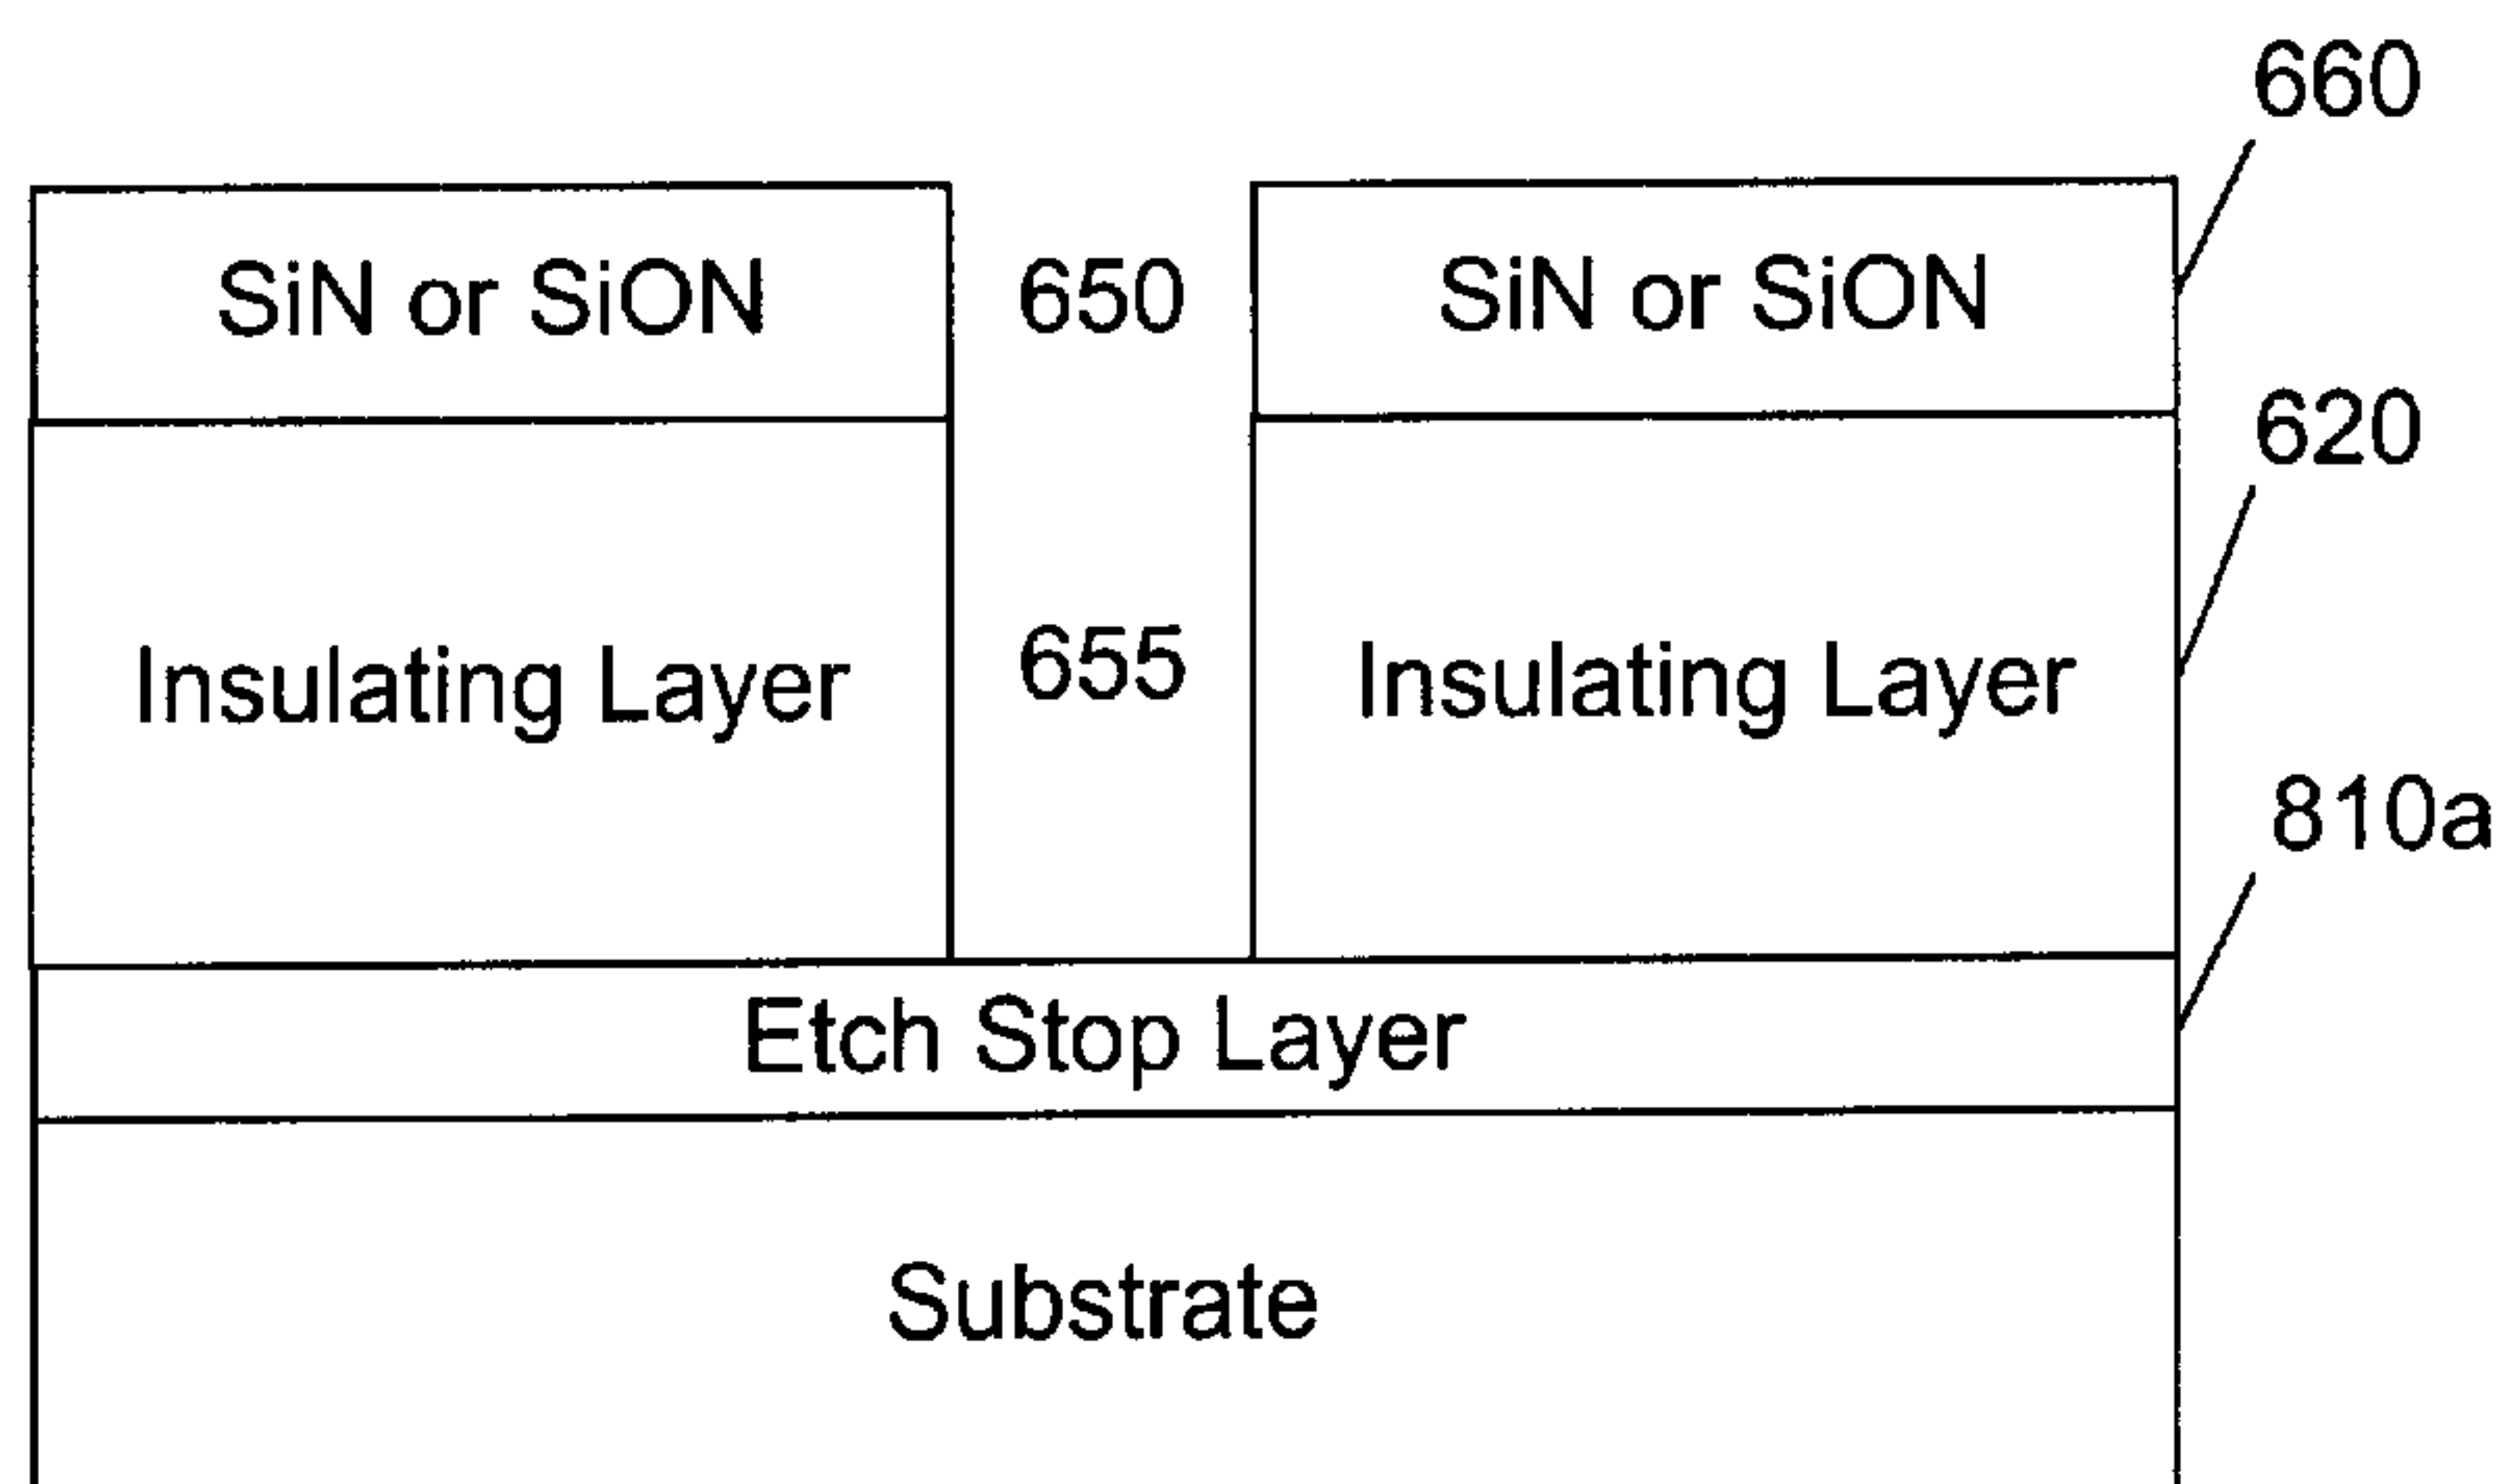 660
SiN or SiON 650 SiN or SiON
620
Insulating Layer 655 Insulating Layer
810a
Etch Stop Layer
Substrate